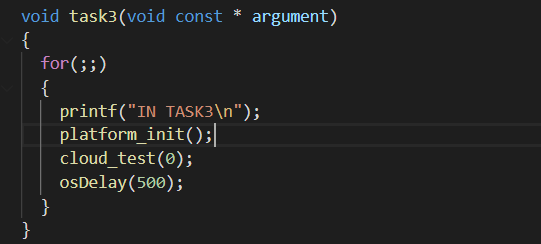 void task3(void const * argument)
{
for(;;)
{
printf("IN TASK3\n");
platform_init();
cloud_test(0);
osDelay(500);
}
}